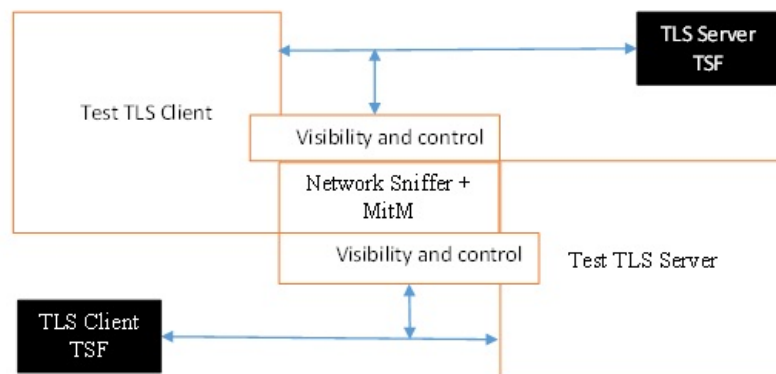 TLS Server
TSF
Test TLS Client
Visibility and control
Network Sniffer +
MitM
Visibility and control
Test TLS Server
TLS Client
TSF